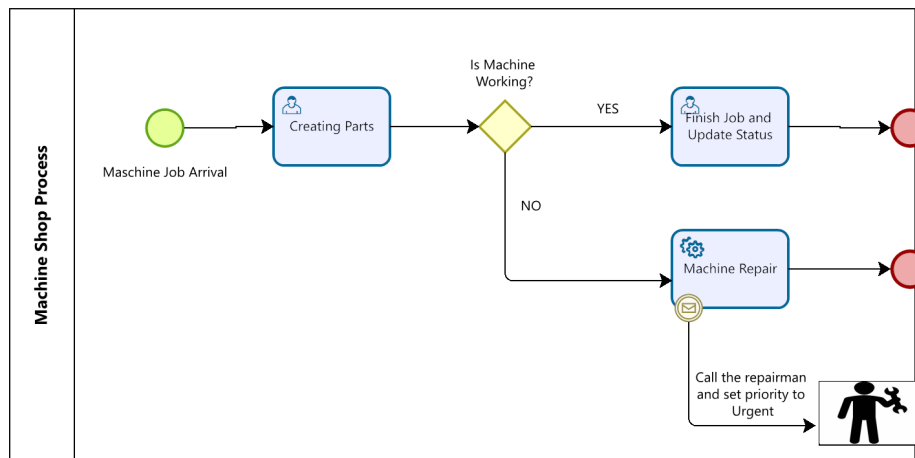 Machine Shop Process
Maschine Job Arrival
Creating Parts
Is Machine
Working?
YES
Finish Job and
Update Status
NO
Machine Repair
Call the repairman
and set priority to
Urgent